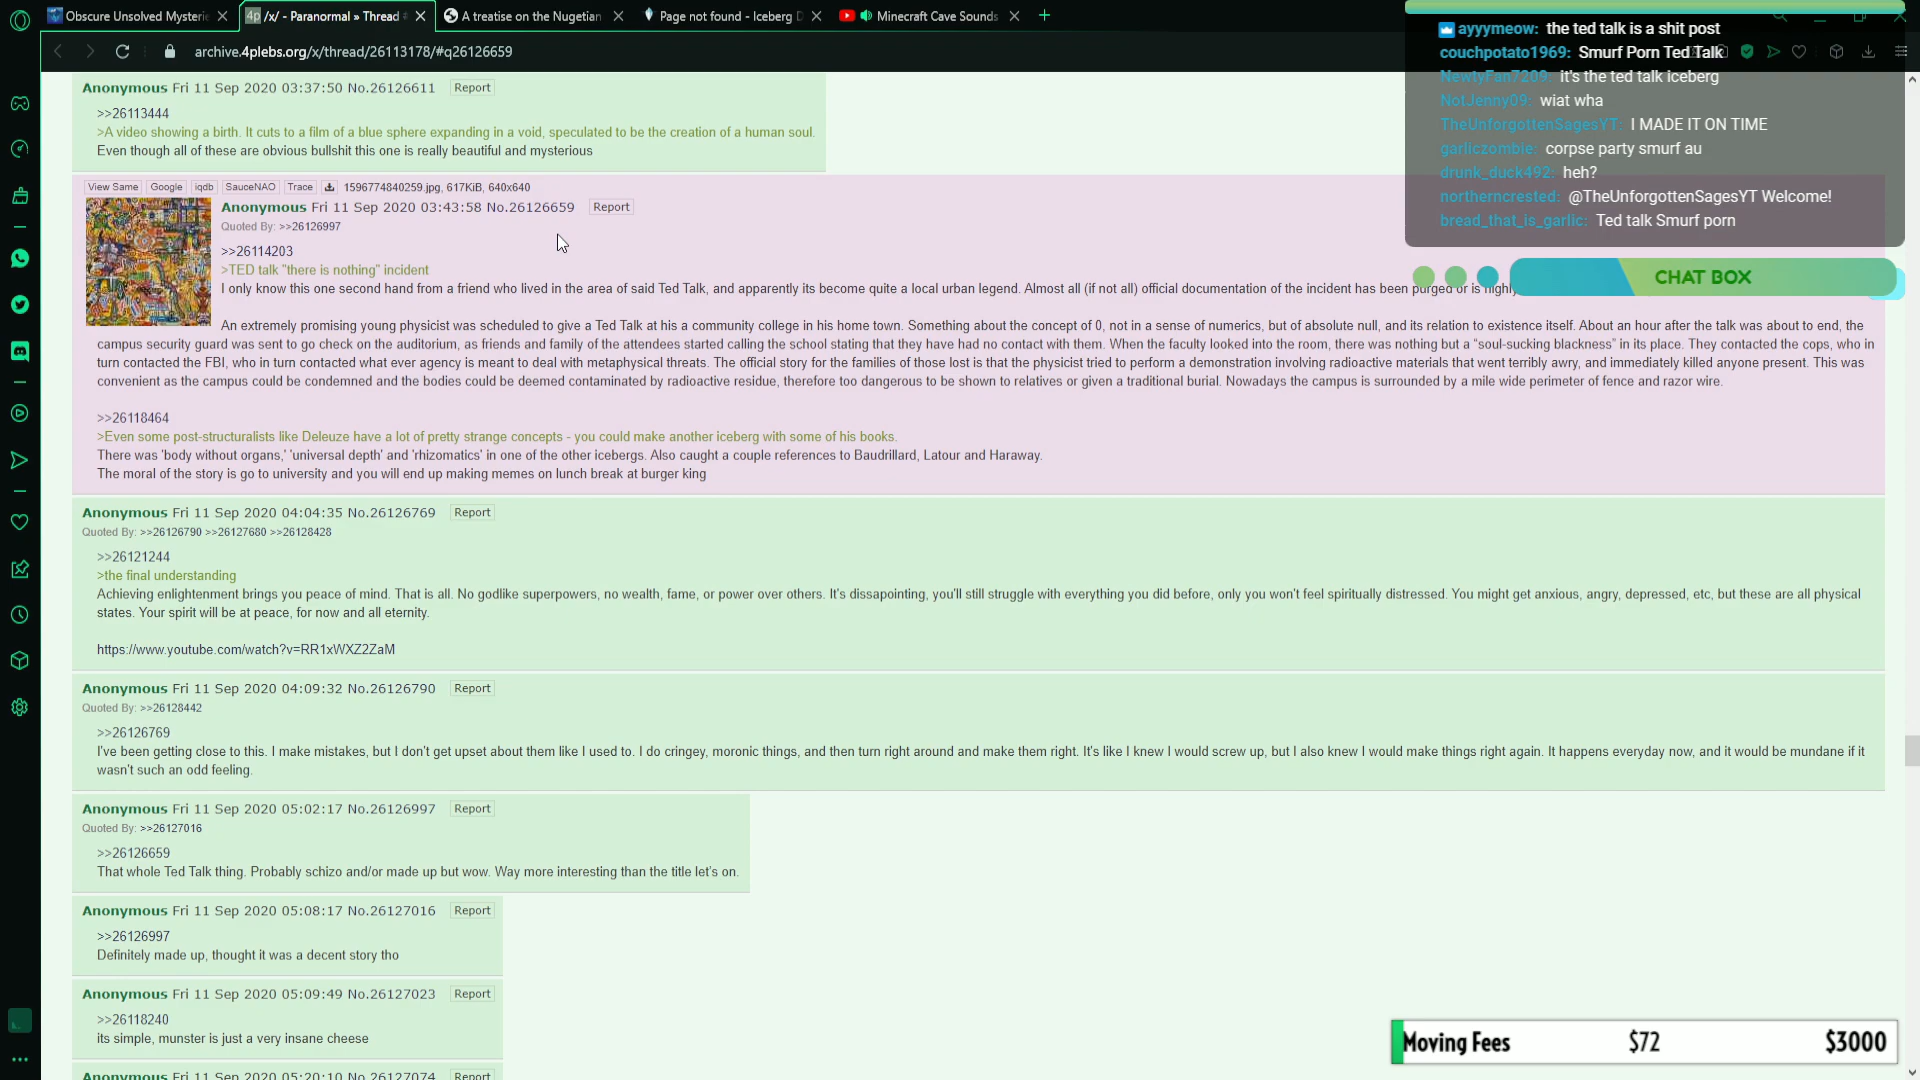 Obscure Unsolved Mysterie
/x/ - Paranormal » Thread
A treatise on the Nugetian
Page not found - Iceberg
Minecraft Cave Sounds
archive.4plebs.org/x/thread/26113178/#q26126659
Anonymous Fri 11 Sep 2020 03:37:50 No.26126611 Report
>>26113444
>A video showing a birth. It cuts to a film of a blue sphere expanding in a void, speculated to be the creation of a human soul.
Even though all of these are obvious bullshit this one is really beautiful and mysterious
View Same Google iqdb SauceNAO Trace 1596774840259.jpg, 617KiB, 640x640
Anonymous Fri 11 Sep 2020 03:43:58 No.26126659 Report
Quoted By: >>26126997
>>26114203
>TED talk "there is nothing" incident
I only know this one second hand from a friend who lived in the area of said Ted Talk, and apparently its become quite a local urban legend. Almost all (if not all) official documentation of the incident has been purged or is highly
An extremely promising young physicist was scheduled to give a Ted Talk at his a community college in his home town. Something about the concept of 0, not in a sense of numerics, but of absolute null, and its relation to existence itself. About an hour after the talk was about to end, the
campus security guard was sent to go check on the auditorium, as friends and family of the attendees started calling the school stating that they have had no contact with them. When the faculty looked into the room, there was nothing but a “soul-sucking blackness” in its place. They contacted the cops, who in
turn contacted the FBI, who in turn contacted what ever agency is meant to deal with metaphysical threats. The official story for the families of those lost is that the physicist tried to perform a demonstration involving radioactive materials that went terribly awry, and immediately killed anyone present. This was
convenient as the campus could be condemned and the bodies could be deemed contaminated by radioactive residue, therefore too dangerous to be shown to relatives or given a traditional burial. Nowadays the campus is surrounded by a mile wide perimeter of fence and razor wire.
>>26118464
>Even some post-structuralists like Deleuze have a lot of pretty strange concepts - you could make another iceberg with some of his books.
There was 'body without organs,' 'universal depth' and 'rhizomatics' in one of the other icebergs. Also caught a couple references to Baudrillard, Latour and Haraway.
The moral of the story is go to university and you will end up making memes on lunch break at burger king
Anonymous Fri 11 Sep 2020 04:04:35 No.26126769 Report
Quoted By: >>26126790 >>26127680 >>26128428
>>26121244
>the final understanding
Achieving enlightenment brings you peace of mind. That is all. No godlike superpowers, no wealth, fame, or power over others. It's dissapointing, you'll still struggle with everything you did before, only you won't feel spiritually distressed. You might get anxious, angry, depressed, etc, but these are all physical
states. Your spirit will be at peace, for now and all eternity.
https://www.youtube.com/watch?v=RR1xWXZ2ZaM
Anonymous Fri 11 Sep 2020 04:09:32 No.26126790 Report
Quoted By: >>26128442
>>26126769
I've been getting close to this. I make mistakes, but I don't get upset about them like I used to. I do cringey, moronic things, and then turn right around and make them right. It's like I knew I would screw up, but I also knew I would make things right again. It happens everyday now, and it would be mundane if it
wasn't such an odd feeling.
Anonymous Fri 11 Sep 2020 05:02:17 No.26126997 Report
Quoted By: >>26127016
>>26126659
That whole Ted Talk thing. Probably schizo and/or made up but wow. Way more interesting than the title let's on.
Anonymous Fri 11 Sep 2020 05:08:17 No.26127016 Report
>>26126997
Definitely made up, thought it was a decent story tho
Anonymous Fri 11 Sep 2020 05:09:49 No.26127023 Report
>>26118240
its simple, munster is just a very insane cheese
Anonymous Fri 11 Sep 2020 05:20:10 No.26127074 Report
ayyymeow: the ted talk is a shit post
couchpotato1969: Smurf Porn Ted Talk
NewlyFan7209: it's the ted talk iceberg
NotJenny09: wiat wha
TheUnforgottenSagesYT: I MADE IT ON TIME
garliczombie: corpse party smurf au
drunk_duck492: heh?
northerncrested: @TheUnforgottenSagesYT Welcome!
bread_that_is_garlic: Ted talk Smurf porn
CHAT BOX
Moving Fees $72 $3000